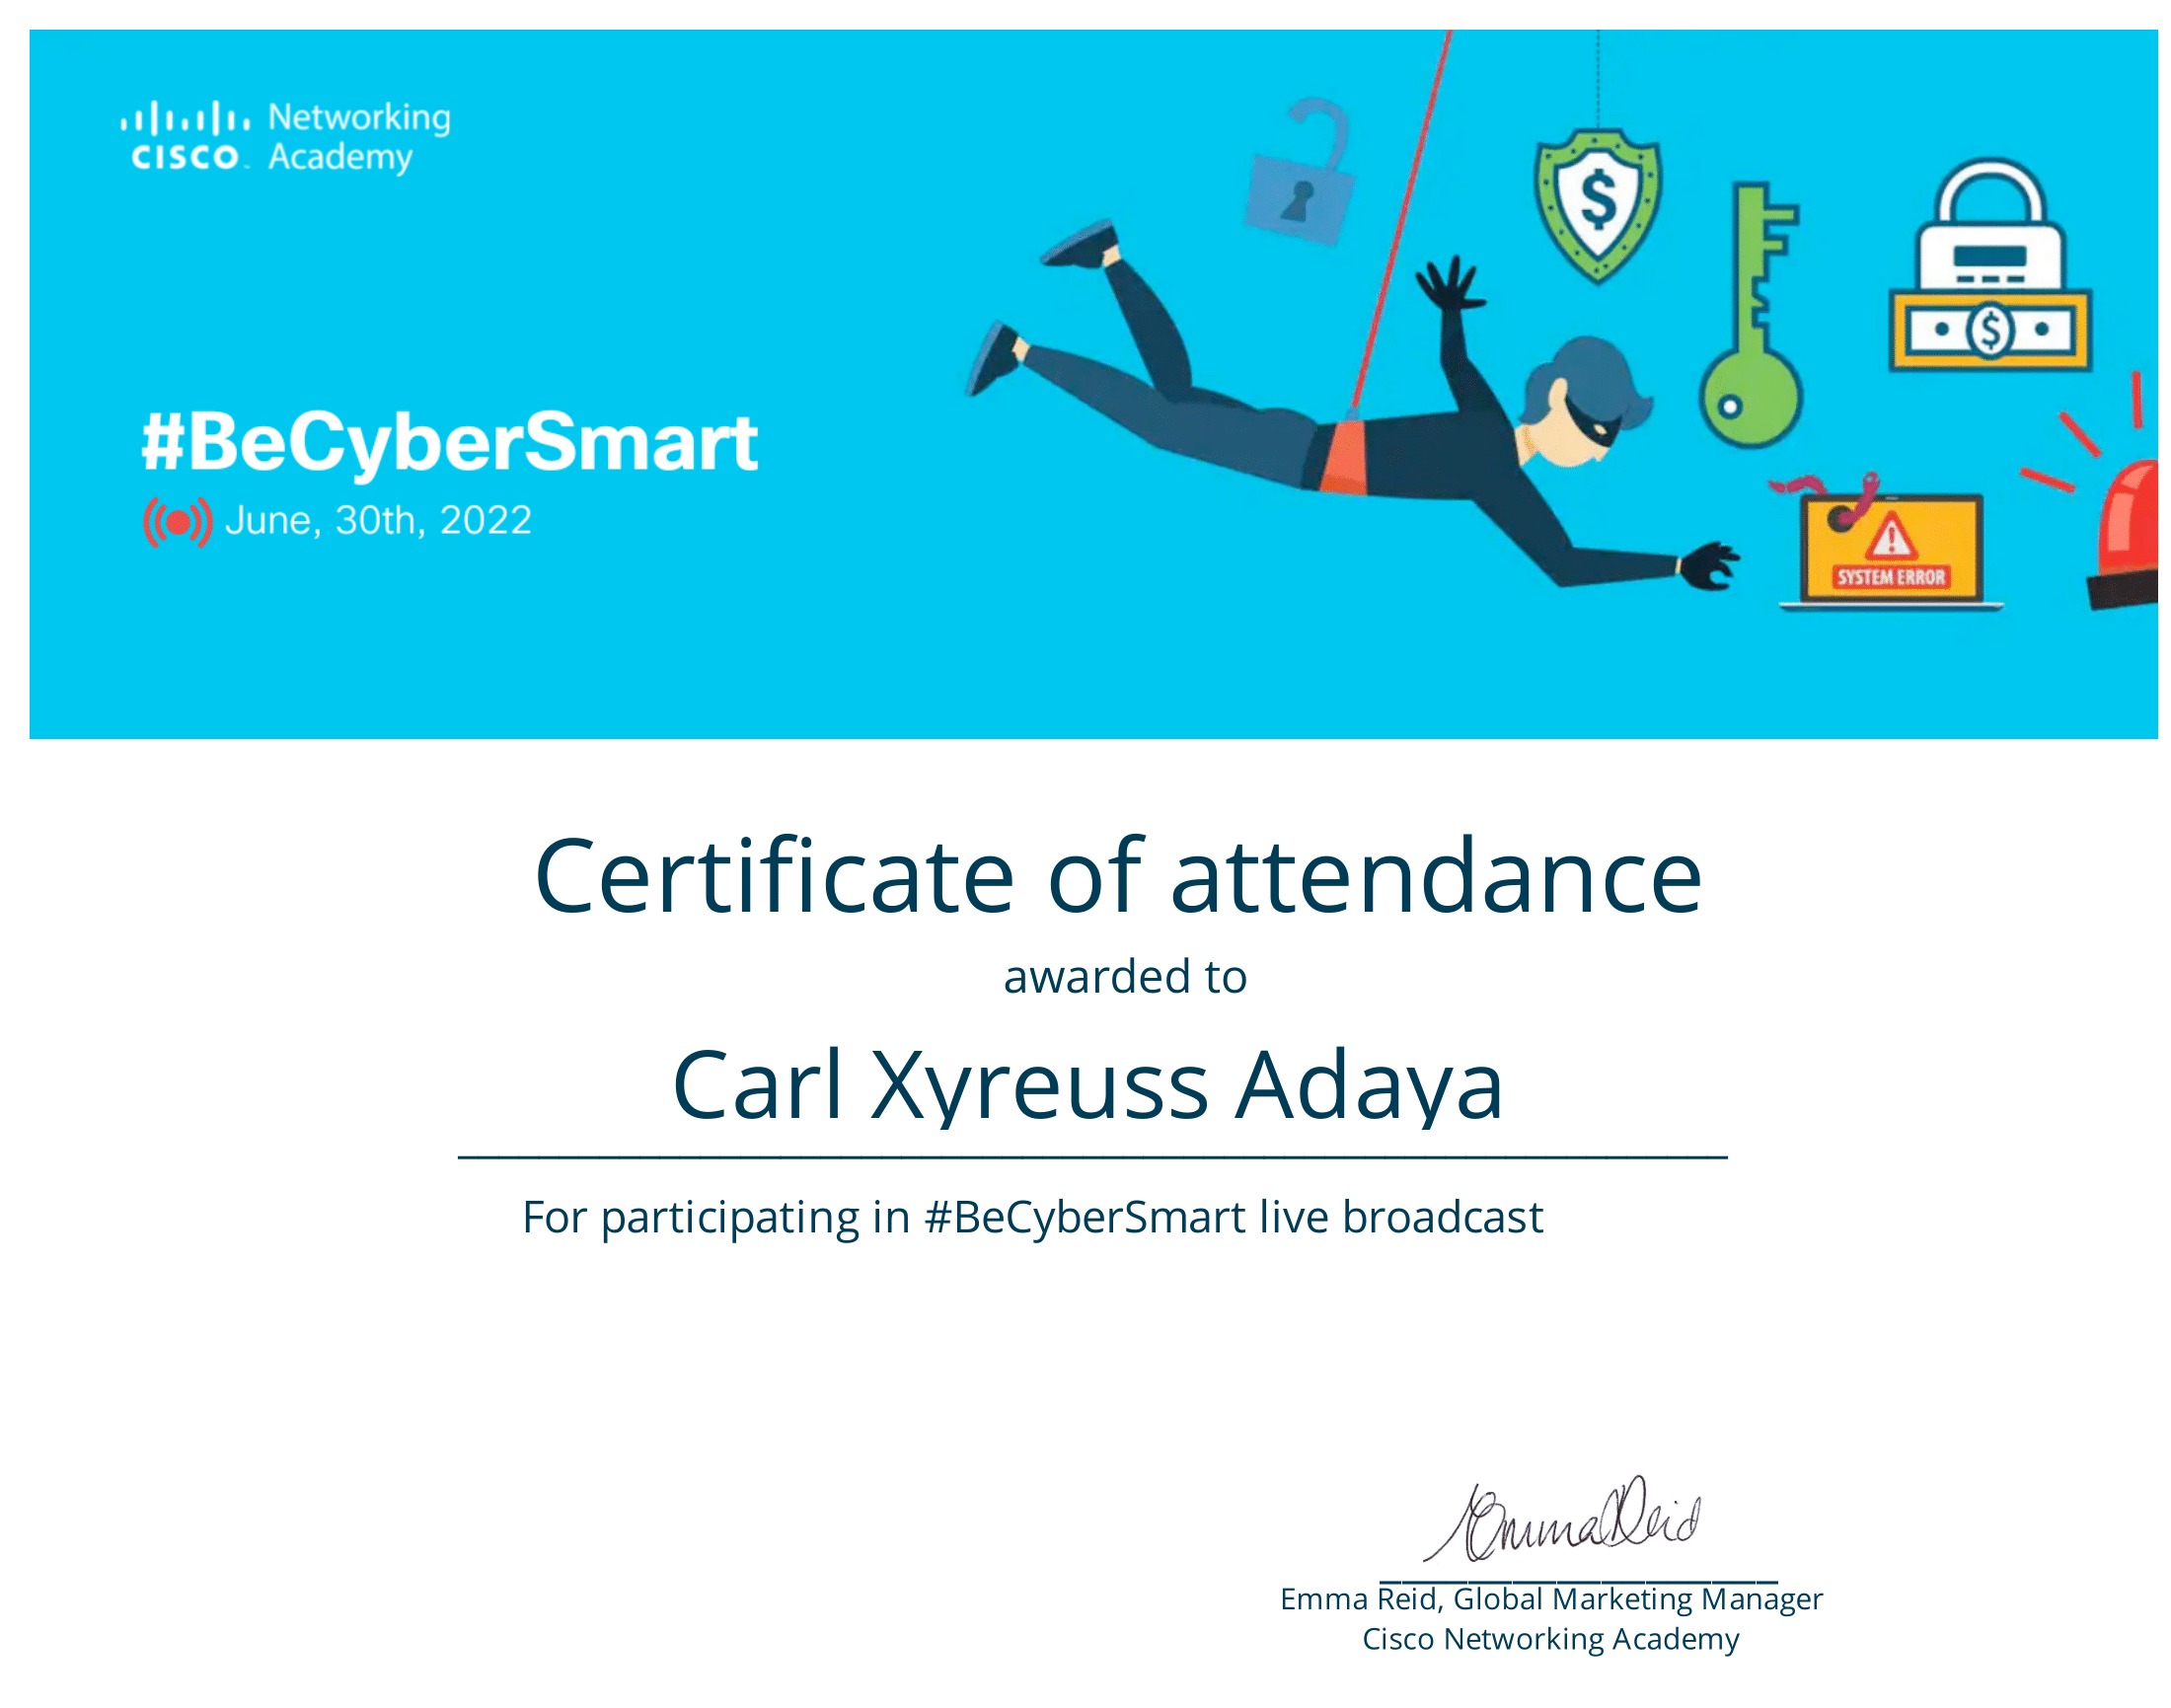 Networking
CISCO Academy
$
$
#BeCyberSmart
June, 30th, 2022
SYSTEM ERROR
Certificate of attendance
awarded to
Carl Xyreuss Adaya
For participating in #BeCyberSmart live broadcast
Emma Reid
Emma Reid, Global Marketing Manager
Cisco Networking Academy